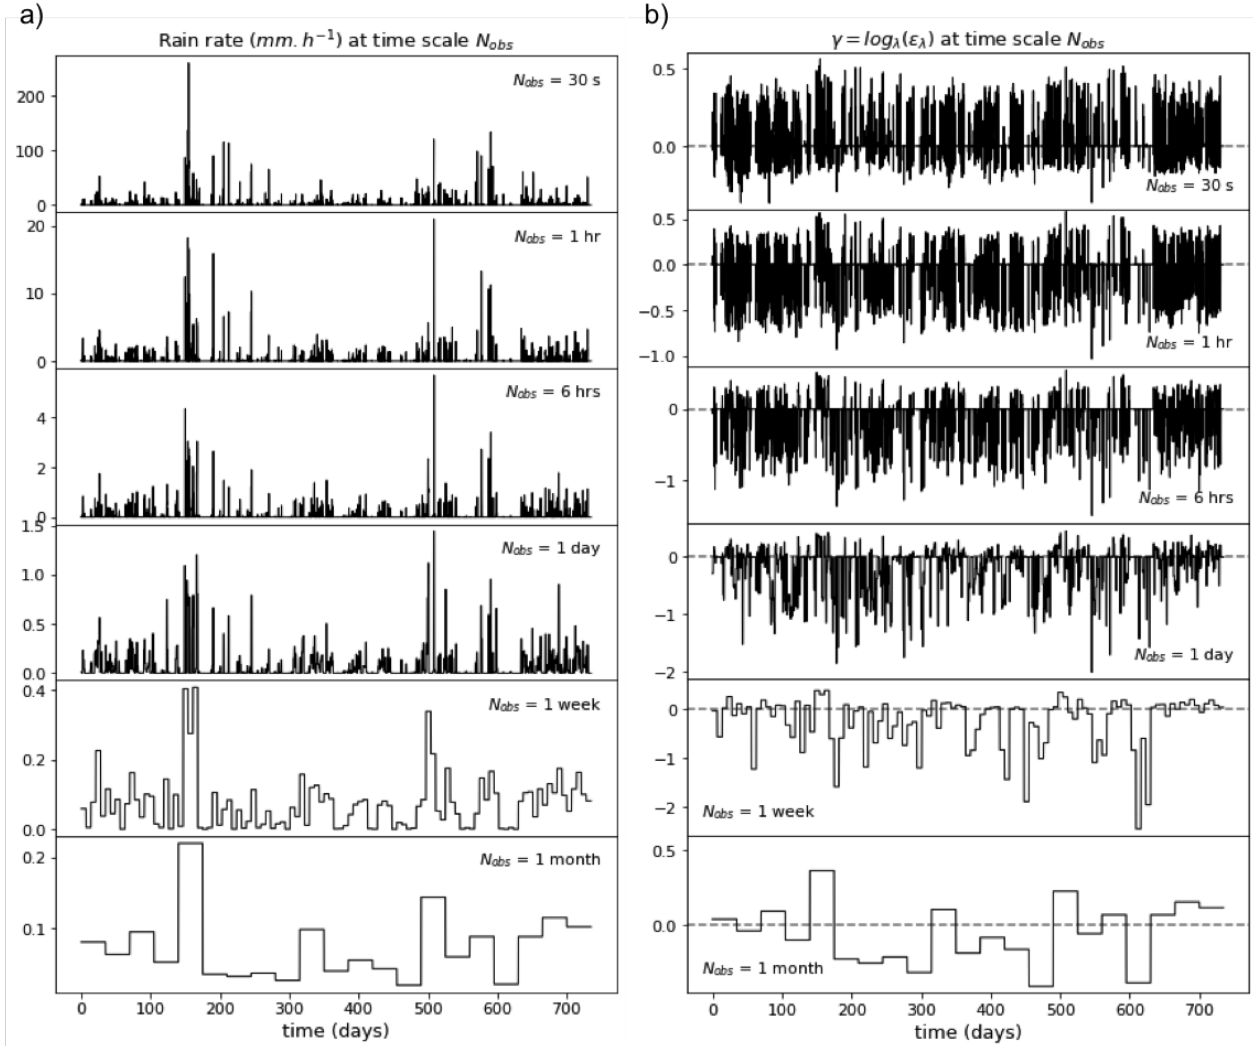 a)
Rain rate (mm. h⁻¹) at time scale N_obs
N_obs = 30 s
200
100
0
N_obs = 1 hr
20
10
0
N_obs = 6 hrs
4
2
0
1.5
N_obs = 1 day
1.0
0.5
0.0
0.4
N_obs = 1 week
0.2
0.0
0.2
N_obs = 1 month
0.1
0 100 200 300 400 500 600 700
time (days)
b)
γ = log_λ(ε_λ) at time scale N_obs
0.5
0.0
N_obs = 30 s
0.5
0.0
−0.5
N_obs = 1 hr
−1.0
0
−1
N_obs = 6 hrs
0
−1
N_obs = 1 day
−2
0
−1
N_obs = 1 week
−2
0.5
0.0
N_obs = 1 month
0 100 200 300 400 500 600 700
time (days)